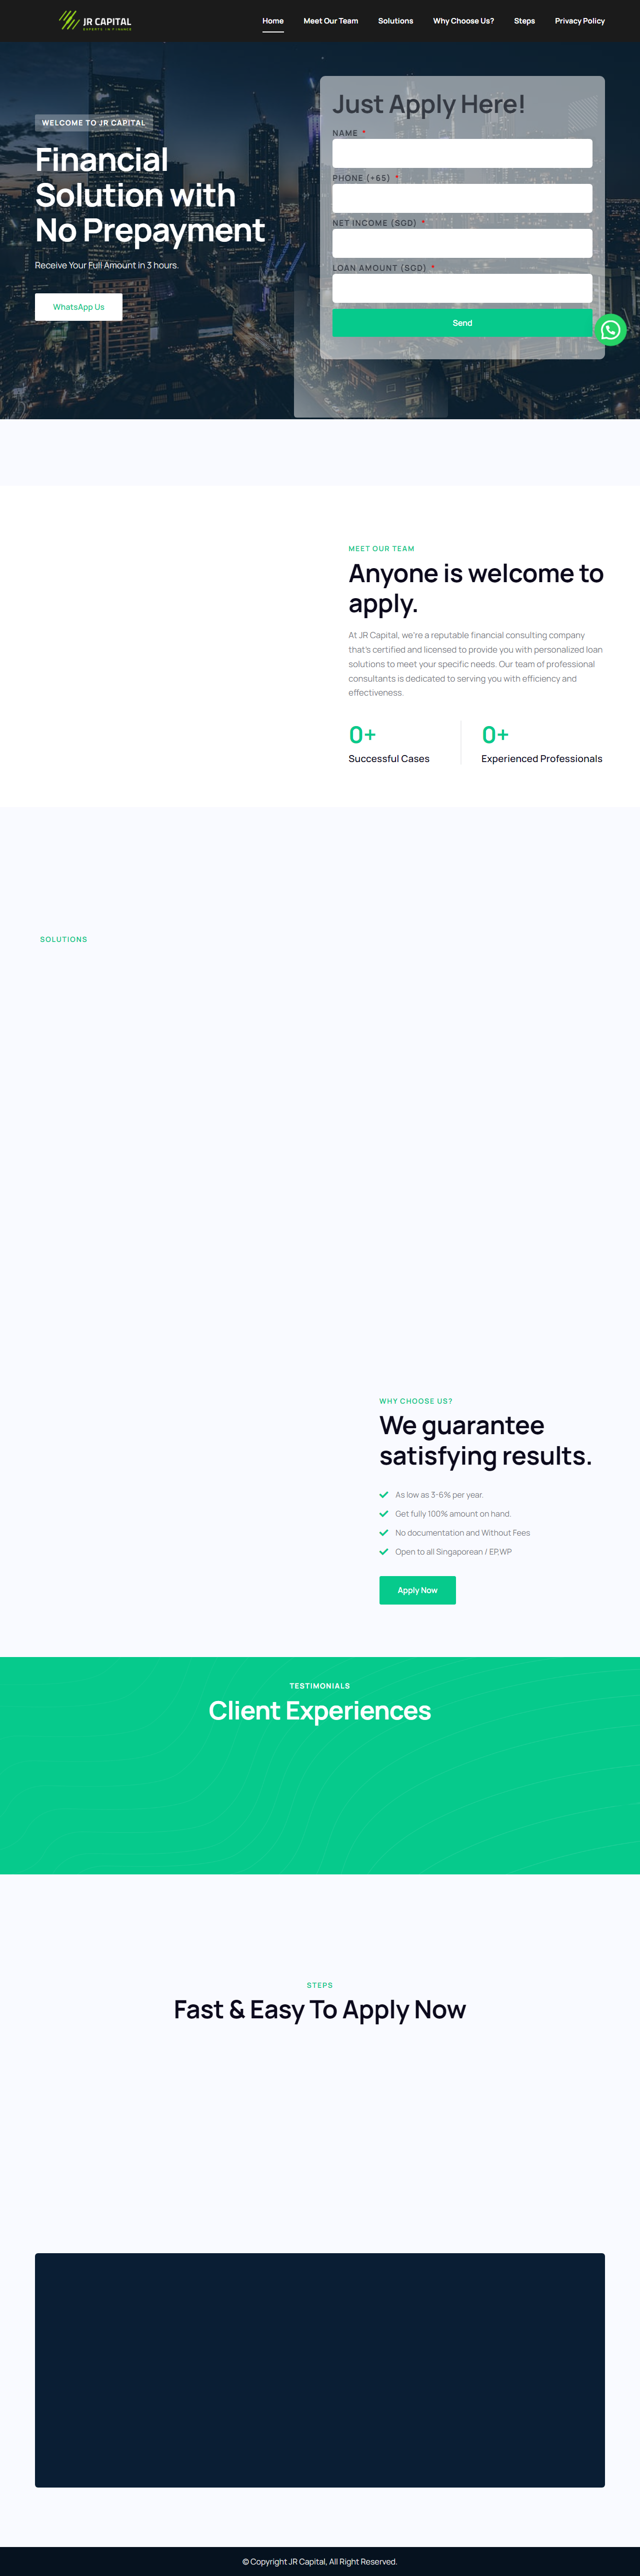 JR CAPITAL
EXPERTS IN FINANCE
Home
Meet Our Team
Solutions
Why Choose Us?
Steps
Privacy Policy
WELCOME TO JR CAPITAL
Financial
Solution with
No Prepayment
Receive Your Full Amount in 3 hours.
WhatsApp Us
Just Apply Here!
NAME *
PHONE (+65) *
NET INCOME (SGD) *
LOAN AMOUNT (SGD) *
Send
MEET OUR TEAM
Anyone is welcome to
apply.
At JR Capital, we're a reputable financial consulting company
that's certified and licensed to provide you with personalized loan
solutions to meet your specific needs. Our team of professional
consultants is dedicated to serving you with efficiency and
effectiveness.
0+
Successful Cases
0+
Experienced Professionals
SOLUTIONS
WHY CHOOSE US?
We guarantee
satisfying results.
As low as 3-6% per year.
Get fully 100% amount on hand.
No documentation and Without Fees
Open to all Singaporean / EP,WP
Apply Now
TESTIMONIALS
Client Experiences
STEPS
Fast & Easy To Apply Now
© Copyright JR Capital, All Right Reserved.